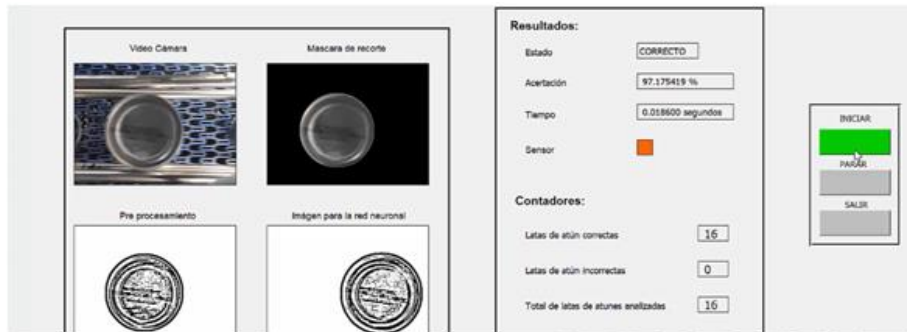 Video Cámara
Mascara de recorte
Pre procesamiento
Imágen para la red neuronal
Resultados:
Estado
CORRECTO
Acertación
97.175419 %
Tiempo
0.018600 segundos
Sensor
Contadores:
Latas de atún correctas
16
Latas de atún incorrectas
0
Total de latas de atunes analizadas
16
INICIAR
PARAR
SALIR